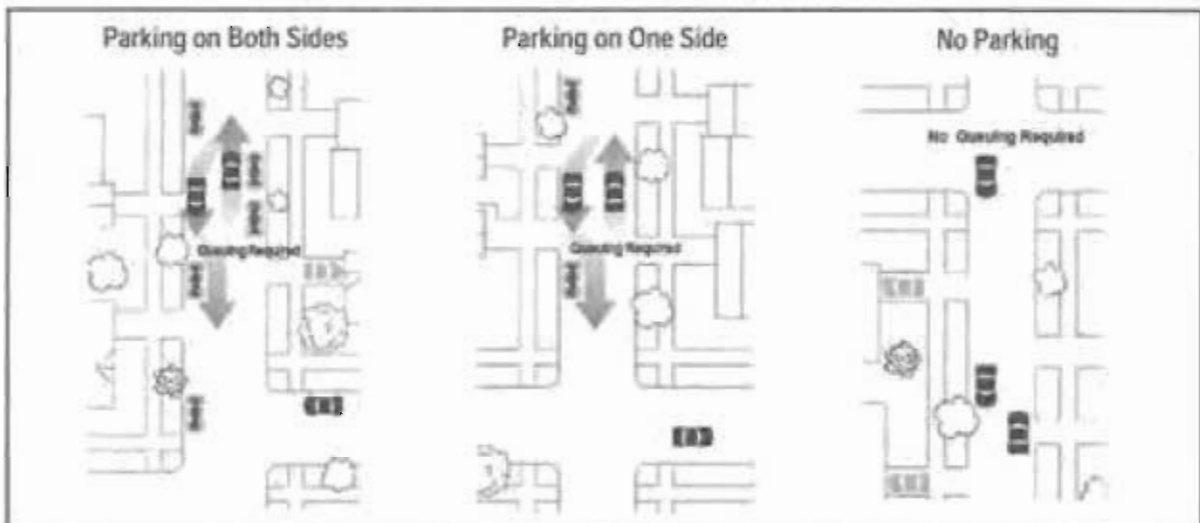 Parking on Both Sides
Parking on One Side
No Parking
Queuing Required
Queuing Required
No Queuing Required